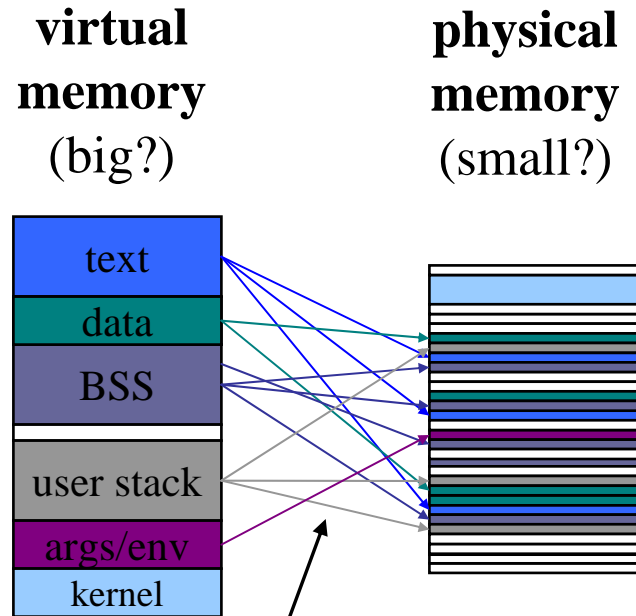 virtual
memory
(big?)
physical
memory
(small?)
text
data
BSS
user stack
args/env
kernel